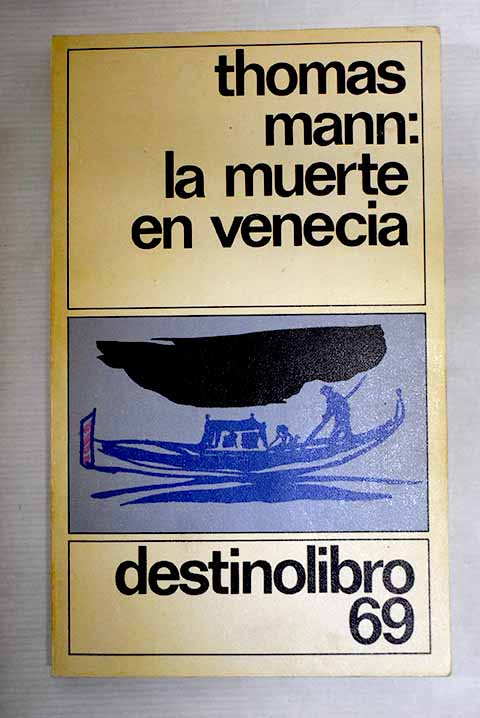 thomas
mann:
la muerte
en venecia
destinolibro
69